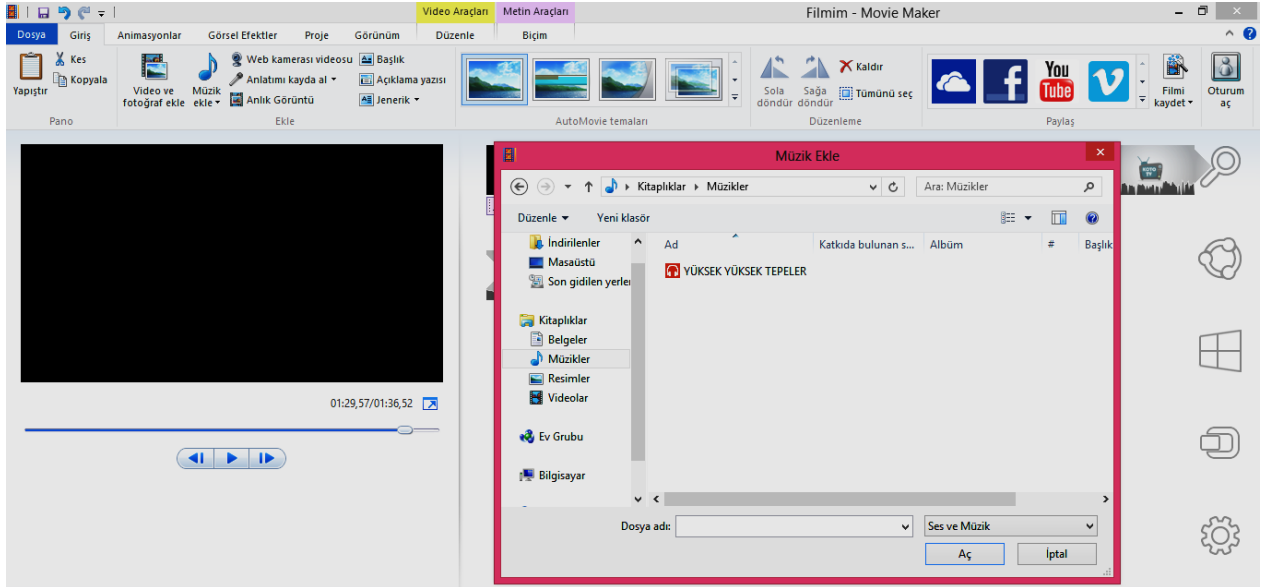 Video Araçları Metin Araçları Filmim - Movie Maker
Dosya Giriş Animasyonlar Görsel Efektler Proje Görünüm Düzenle Biçim
Yapıştır
Kes
Kopyala
Pano
Video ve
fotoğraf ekle
Müzik
ekle
Web kamerası videosu
Anlatımı kayda al
Anlık Görüntü
Başlık
Açıklama yazısı
Jenerik
Ekle
AutoMovie temaları
Sola
döndür
Sağa
döndür
Kaldır
Tümünü seç
Düzenleme
You
Tube
Paylaş
Filmi
kaydet
Oturum
aç
01:29,57/01:36,52
Müzik Ekle
Kitaplıklar Müzikler
Ara: Müzikler
Düzenle Yeni klasör
İndirilenler
Masaüstü
Son gidilen yerler
Kitaplıklar
Belgeler
Müzikler
Resimler
Videolar
Ev Grubu
Bilgisayar
Ad Katkıda bulunan s... Albüm # Başlık
YÜKSEK YÜKSEK TEPELER
Dosya adı:
Ses ve Müzik
Aç İptal